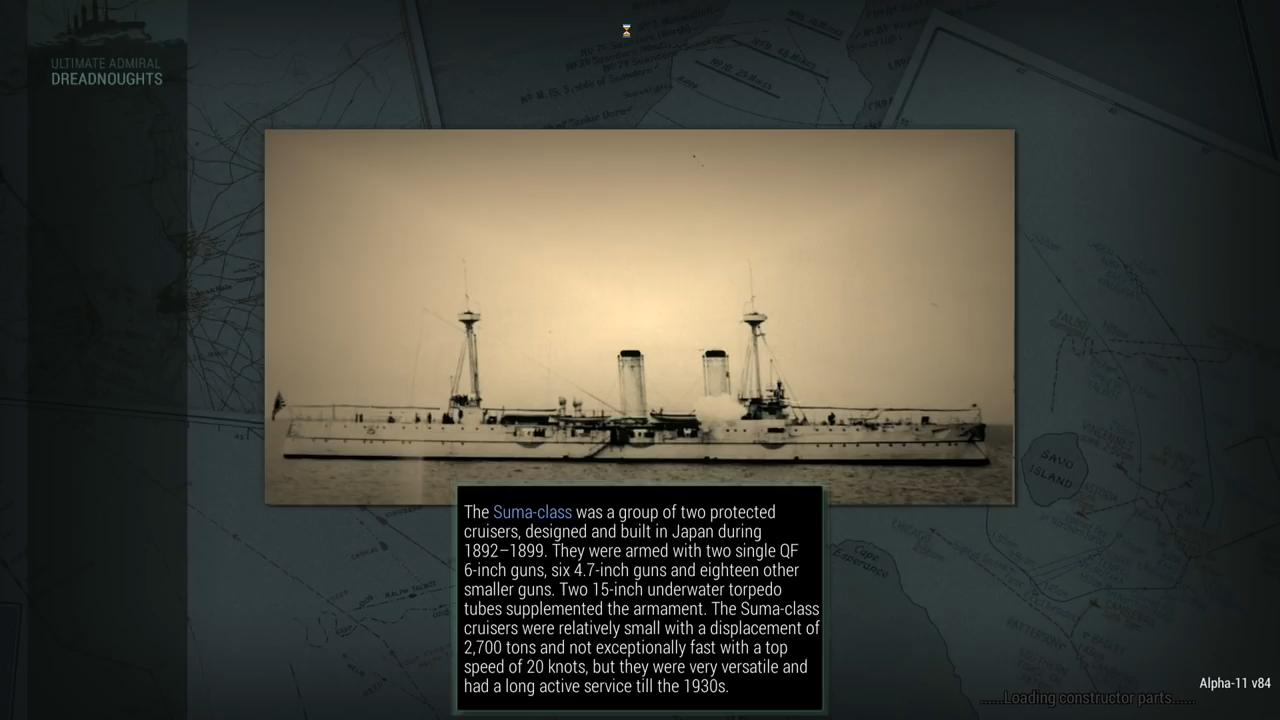 ULTIMATE ADMIRAL
DREADNOUGHTS
SAVO
ISLAND
Cape
Esperance
RALPH TALBOT
The Suma-class was a group of two protected
cruisers, designed and built in Japan during
1892–1899. They were armed with two single QF
6-inch guns, six 4.7-inch guns and eighteen other
smaller guns. Two 15-inch underwater torpedo
tubes supplemented the armament. The Suma-class
cruisers were relatively small with a displacement of
2,700 tons and not exceptionally fast with a top
speed of 20 knots, but they were very versatile and
had a long active service till the 1930s.
Alpha-11 v84
......Loading constructor parts......